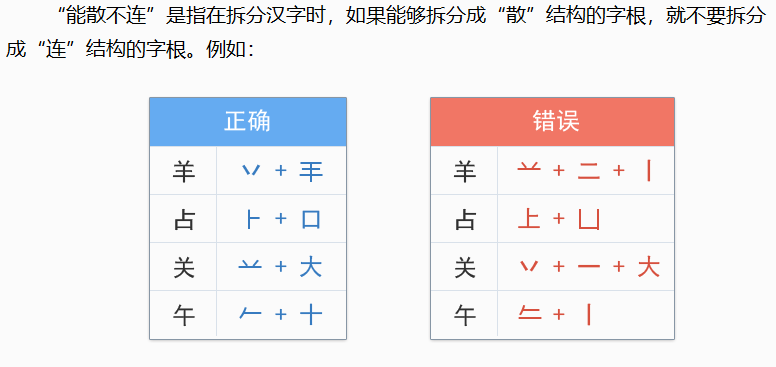 “能散不连”是指在拆分汉字时，如果能够拆分成“散”结构的字根，就不要拆分
成“连”结构的字根。例如：
正确 错误
羊 丷 + 𰀁 羊 䒑 + 二 + 丨
占 ⺊ + 口 占 上 + 凵
关 䒑 + 大 关 丷 + 一 + 大
午 𠂉 + 十 午 𠂒 + 丨